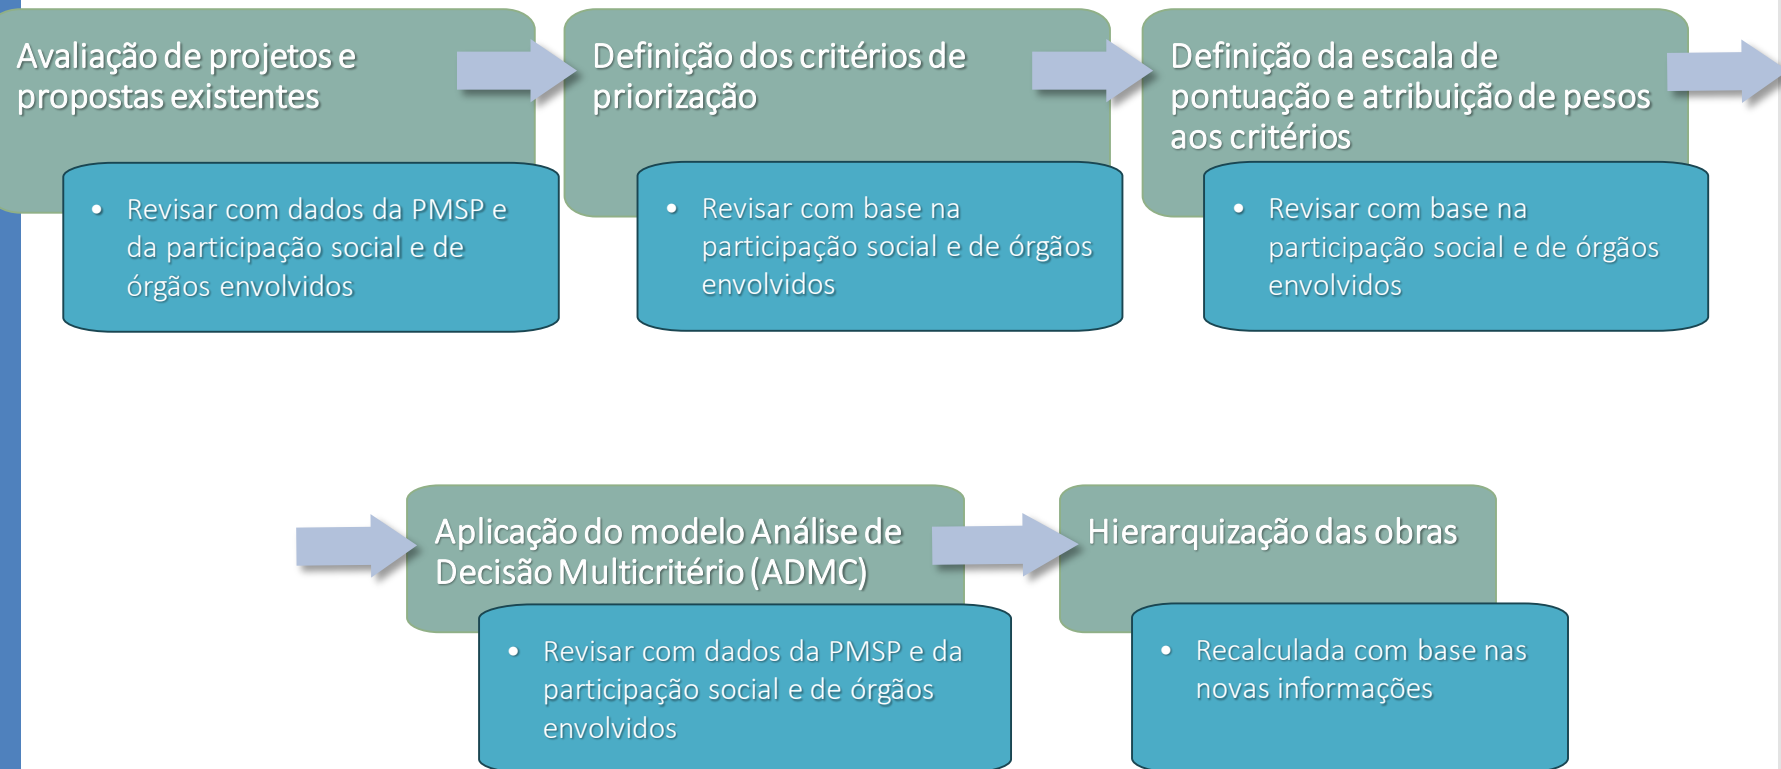 Avaliação de projetos e
propostas existentes
• Revisar com dados da PMSP e
da participação social e de
órgãos envolvidos
Definição dos critérios de
priorização
• Revisar com base na
participação social e de órgãos
envolvidos
Definição da escala de
pontuação e atribuição de pesos
aos critérios
• Revisar com base na
participação social e de órgãos
envolvidos
Aplicação do modelo Análise de
Decisão Multicritério (ADMC)
• Revisar com dados da PMSP e da
participação social e de órgãos
envolvidos
Hierarquização das obras
• Recalculada com base nas
novas informações